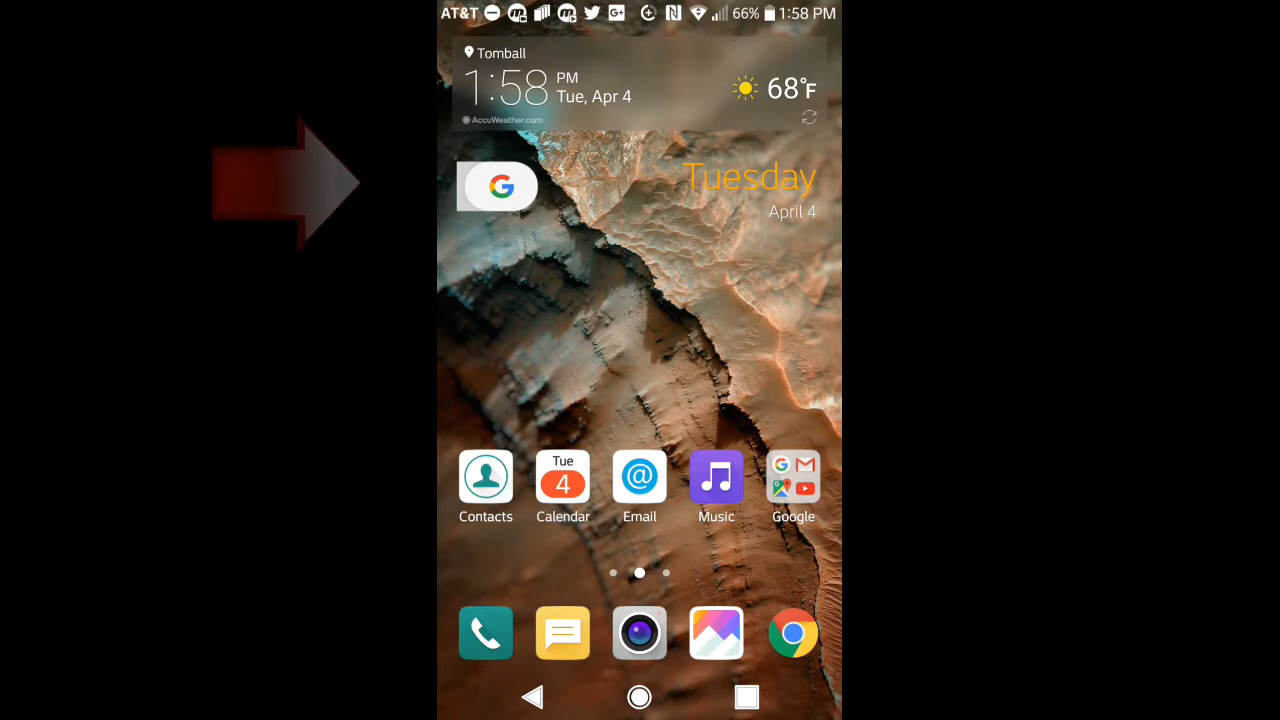 AT&T 66% 1:58 PM
Tomball
1:58 PM
Tue, Apr 4
68°F
AccuWeather.com
Tuesday
April 4
Tue
4
Contacts Calendar Email Music Google